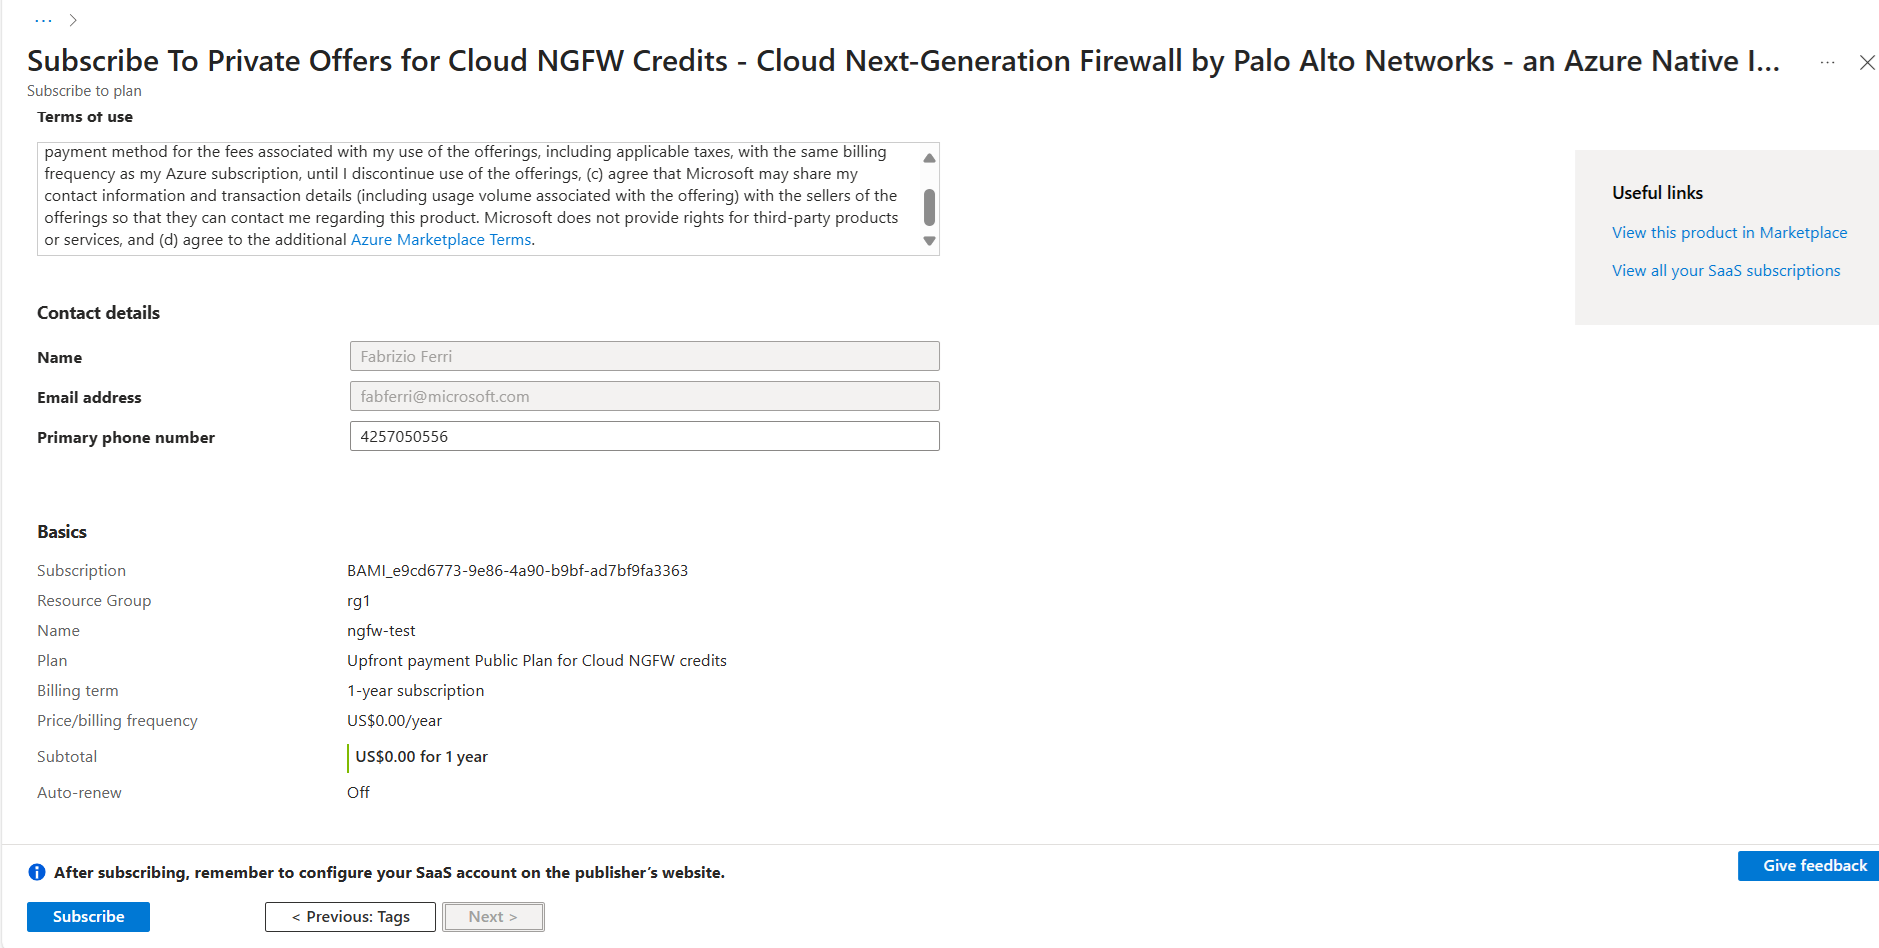 ...
Subscribe To Private Offers for Cloud NGFW Credits - Cloud Next-Generation Firewall by Palo Alto Networks - an Azure Native I...
...
Subscribe to plan
Terms of use
payment method for the fees associated with my use of the offerings, including applicable taxes, with the same billing
frequency as my Azure subscription, until I discontinue use of the offerings, (c) agree that Microsoft may share my
contact information and transaction details (including usage volume associated with the offering) with the sellers of the
offerings so that they can contact me regarding this product. Microsoft does not provide rights for third-party products
or services, and (d) agree to the additional Azure Marketplace Terms.
Useful links
View this product in Marketplace
View all your SaaS subscriptions
Contact details
Name
Fabrizio Ferri
Email address
fabferri@microsoft.com
Primary phone number
4257050556
Basics
Subscription
BAMI_e9cd6773-9e86-4a90-b9bf-ad7bf9fa3363
Resource Group
rg1
Name
ngfw-test
Plan
Upfront payment Public Plan for Cloud NGFW credits
Billing term
1-year subscription
Price/billing frequency
US$0.00/year
Subtotal
US$0.00 for 1 year
Auto-renew
Off
After subscribing, remember to configure your SaaS account on the publisher’s website.
Give feedback
Subscribe
< Previous: Tags
Next >